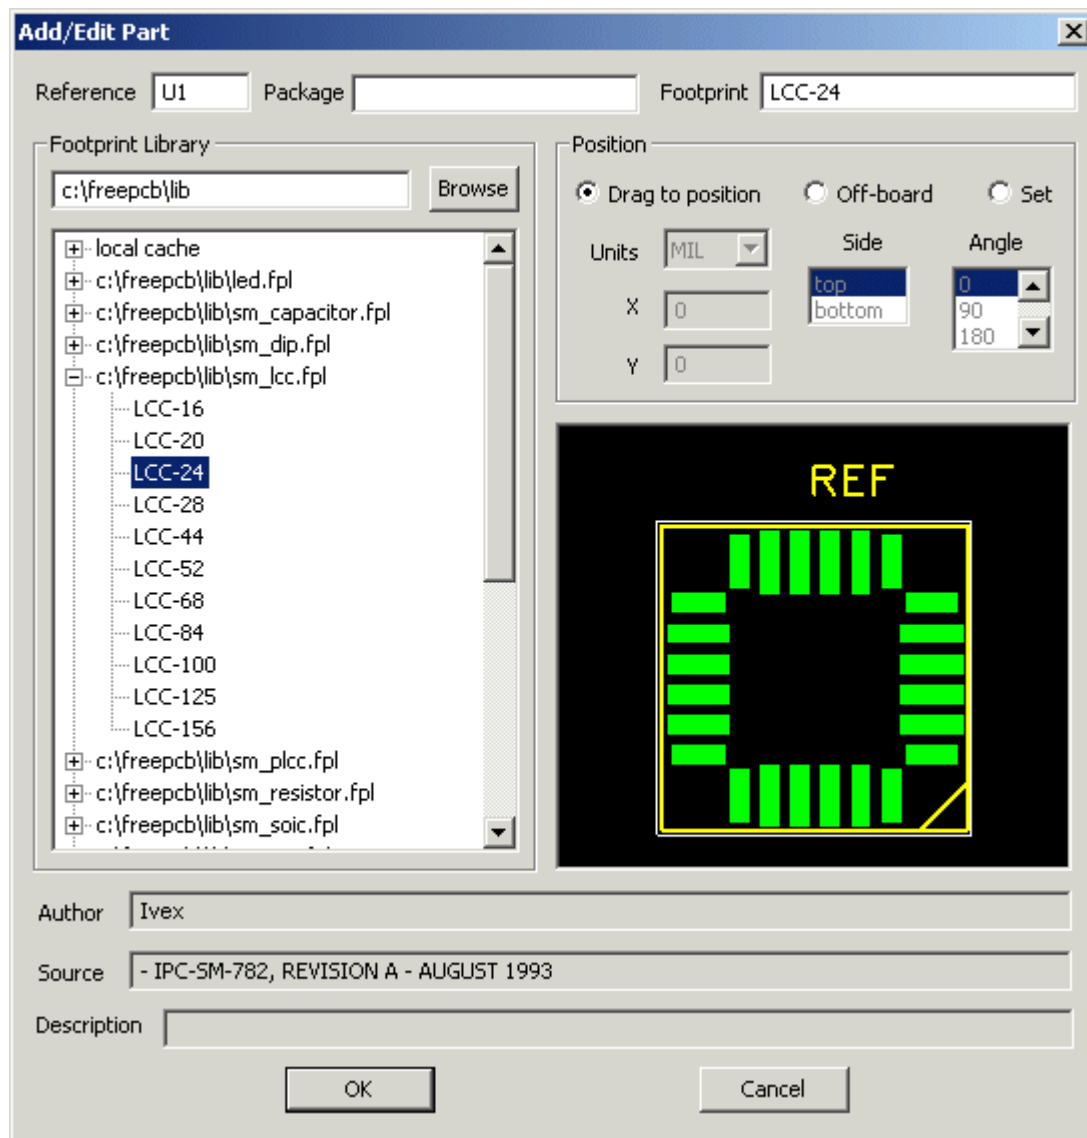 Add/Edit Part
Reference U1 Package Footprint LCC-24
Footprint Library
c:\freepcb\lib Browse
local cache
c:\freepcb\lib\led.fpl
c:\freepcb\lib\sm_capacitor.fpl
c:\freepcb\lib\sm_dip.fpl
c:\freepcb\lib\sm_lcc.fpl
LCC-16
LCC-20
LCC-24
LCC-28
LCC-44
LCC-52
LCC-68
LCC-84
LCC-100
LCC-125
LCC-156
c:\freepcb\lib\sm_plcc.fpl
c:\freepcb\lib\sm_resistor.fpl
c:\freepcb\lib\sm_soic.fpl
Position
Drag to position Off-board Set
Units MIL Side Angle
X 0 top 0
bottom 90
Y 0 180
REF
Author Ivex
Source - IPC-SM-782, REVISION A - AUGUST 1993
Description
OK Cancel